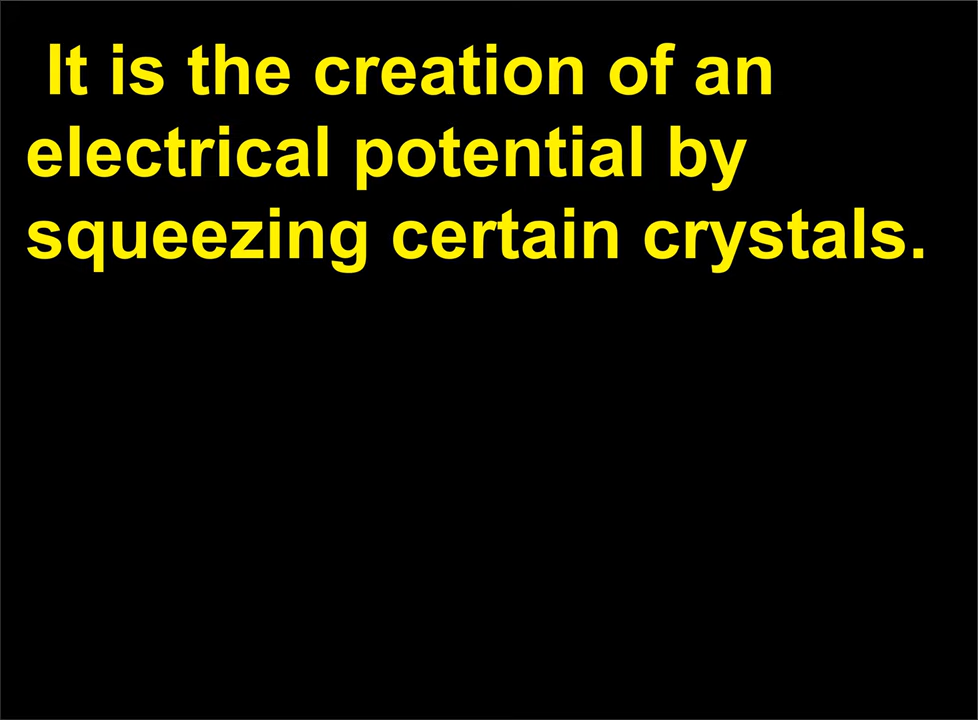 It is the creation of an
electrical potential by
squeezing certain crystals.